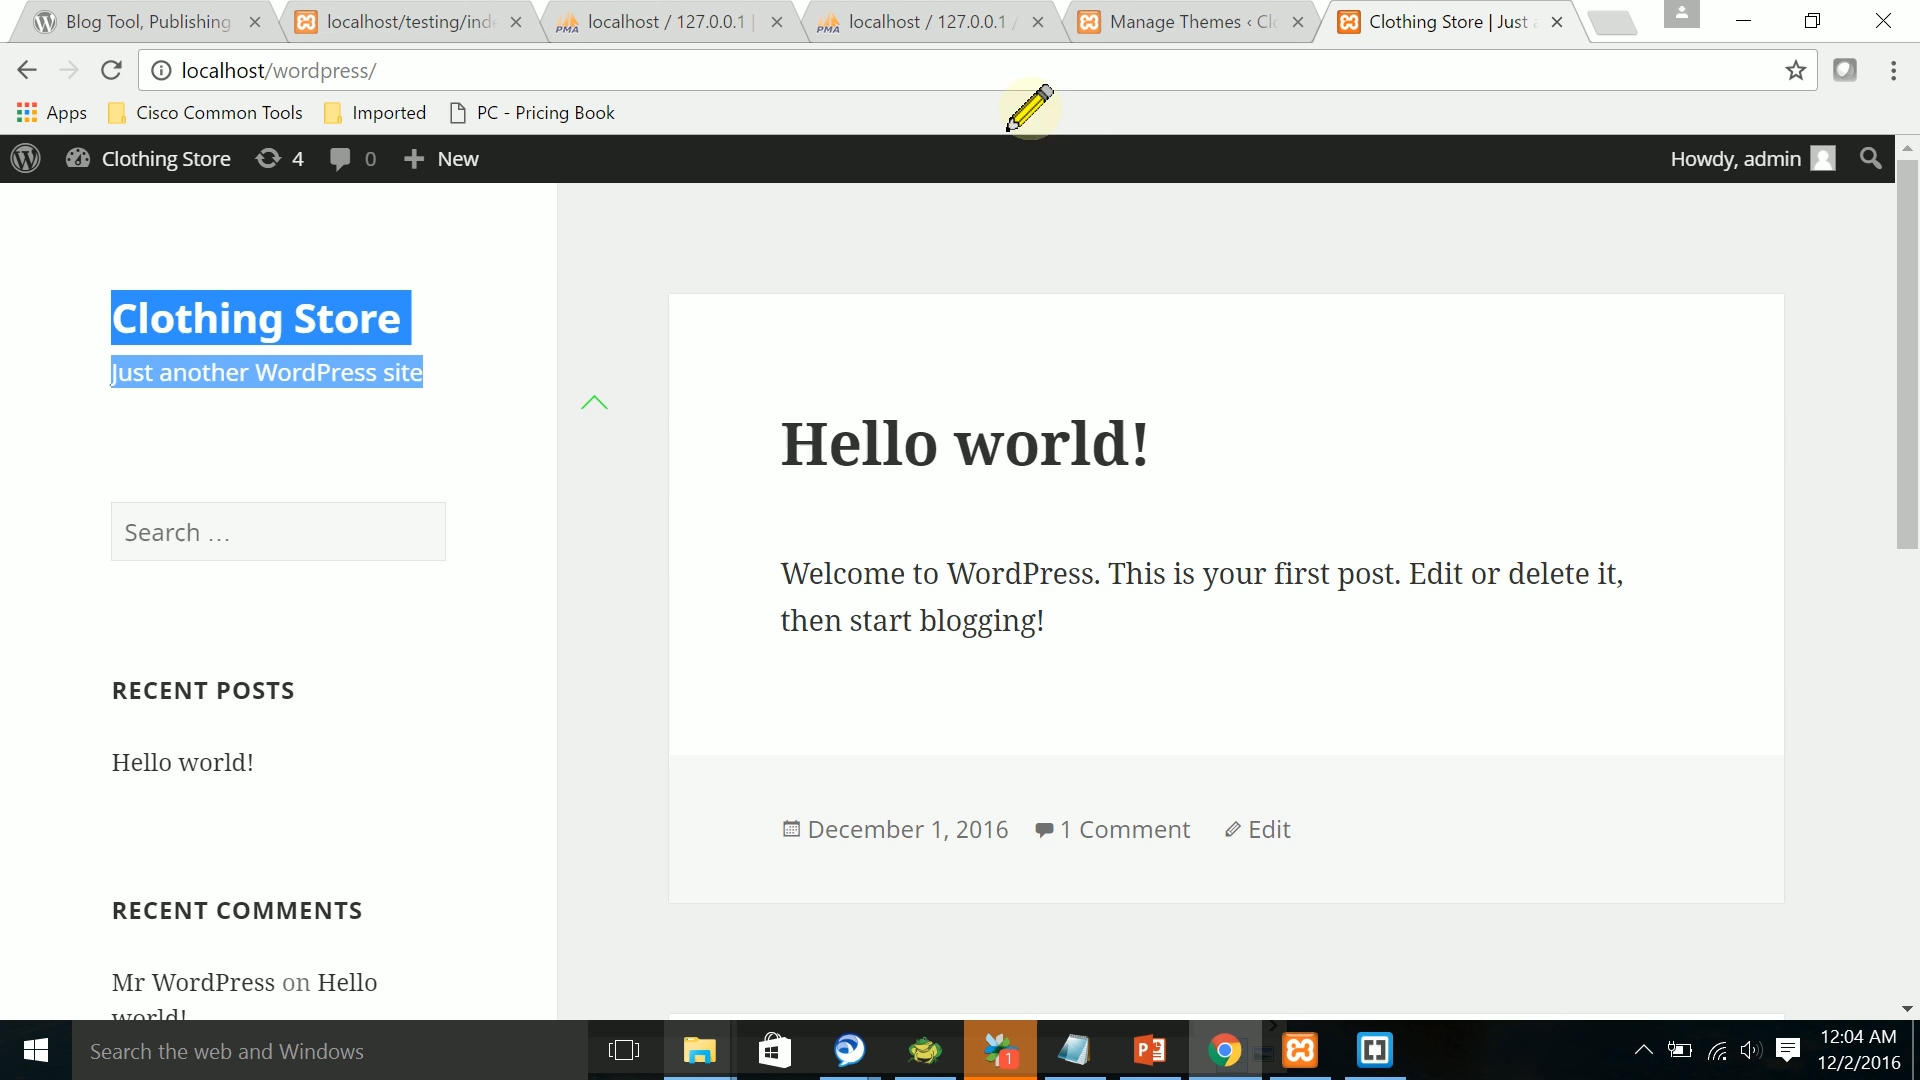 Blog Tool, Publishing
localhost/testing/inde
localhost / 127.0.0.1 |
localhost / 127.0.0.1 /
Manage Themes ‹ Clo
Clothing Store | Just a
localhost/wordpress/
Apps
Cisco Common Tools
Imported
PC - Pricing Book
Clothing Store
4
0
New
Howdy, admin
Clothing Store
Just another WordPress site
Search …
RECENT POSTS
Hello world!
RECENT COMMENTS
Mr WordPress on Hello
world!
Hello world!
Welcome to WordPress. This is your first post. Edit or delete it,
then start blogging!
December 1, 2016
1 Comment
Edit
Search the web and Windows
1
12:04 AM
12/2/2016